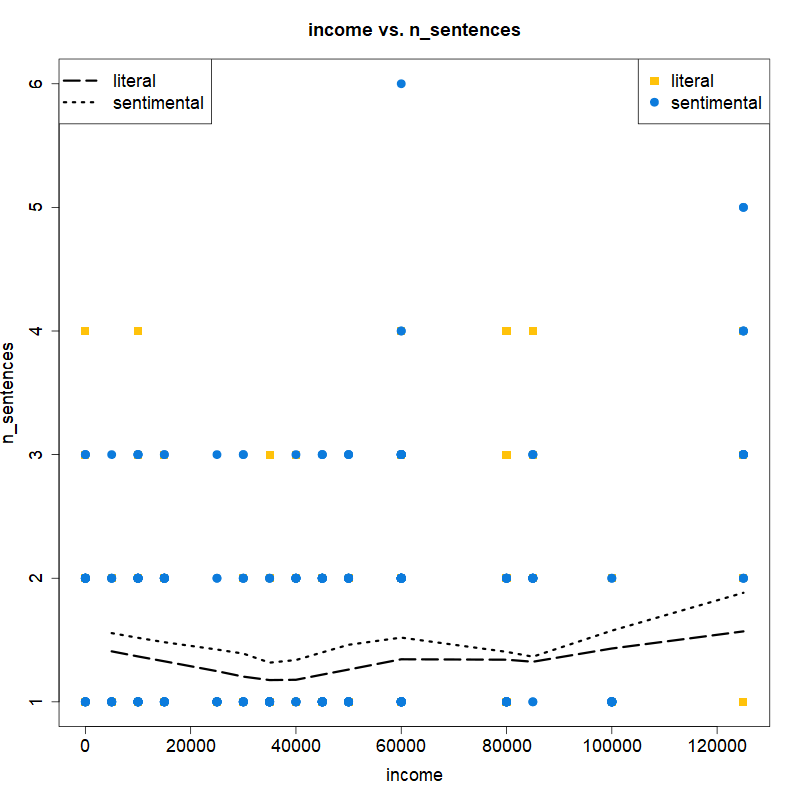 income vs. n_sentences
literal
sentimental
literal
sentimental
n_sentences
6
5
4
3
2
1
0 20000 40000 60000 80000 100000 120000
income